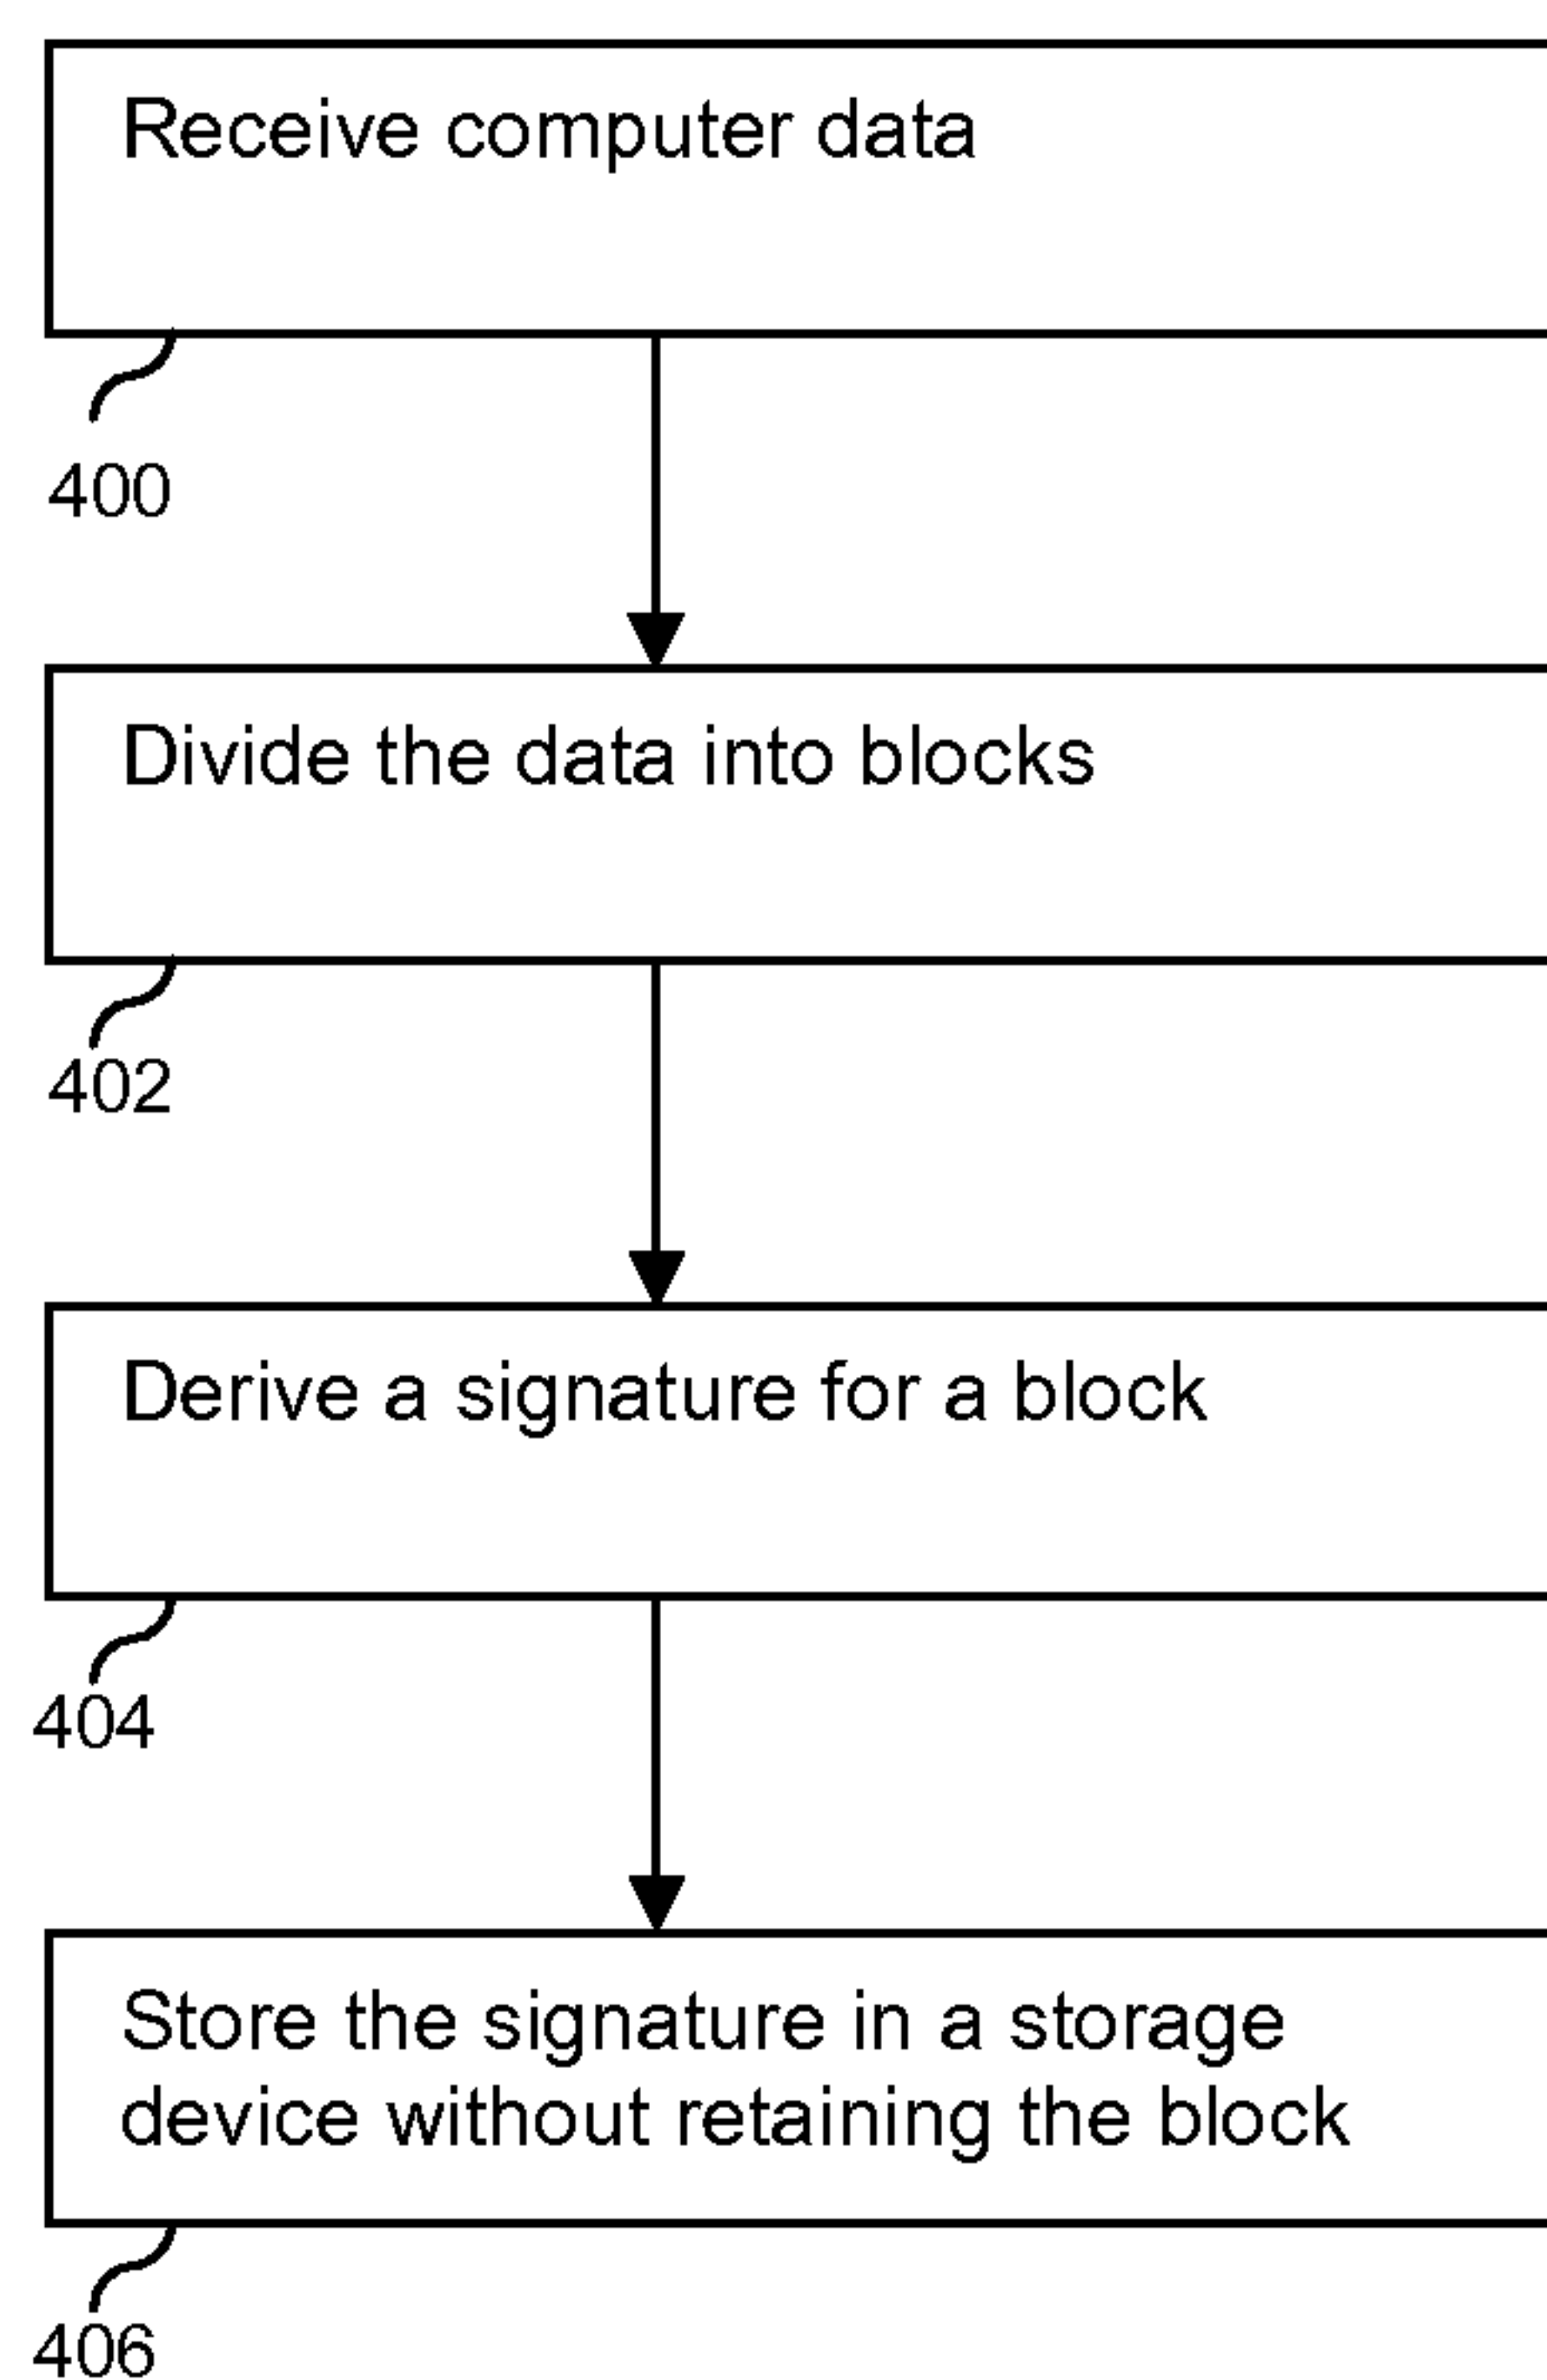 Receive computer data
400
Divide the data into blocks
402
Derive a signature for a block
404
Store the signature in a storage
device without retaining the block
406